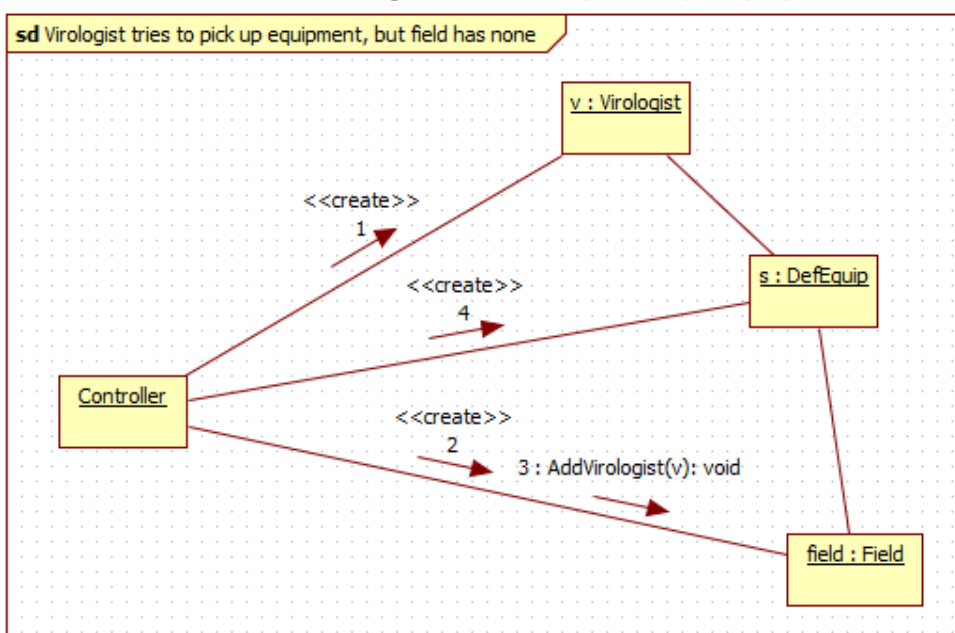 sd Virologist tries to pick up equipment, but field has none
v : Virologist
<<create>>
1
s : DefEquip
<<create>>
4
Controller
<<create>>
2
3 : AddVirologist(v): void
field : Field